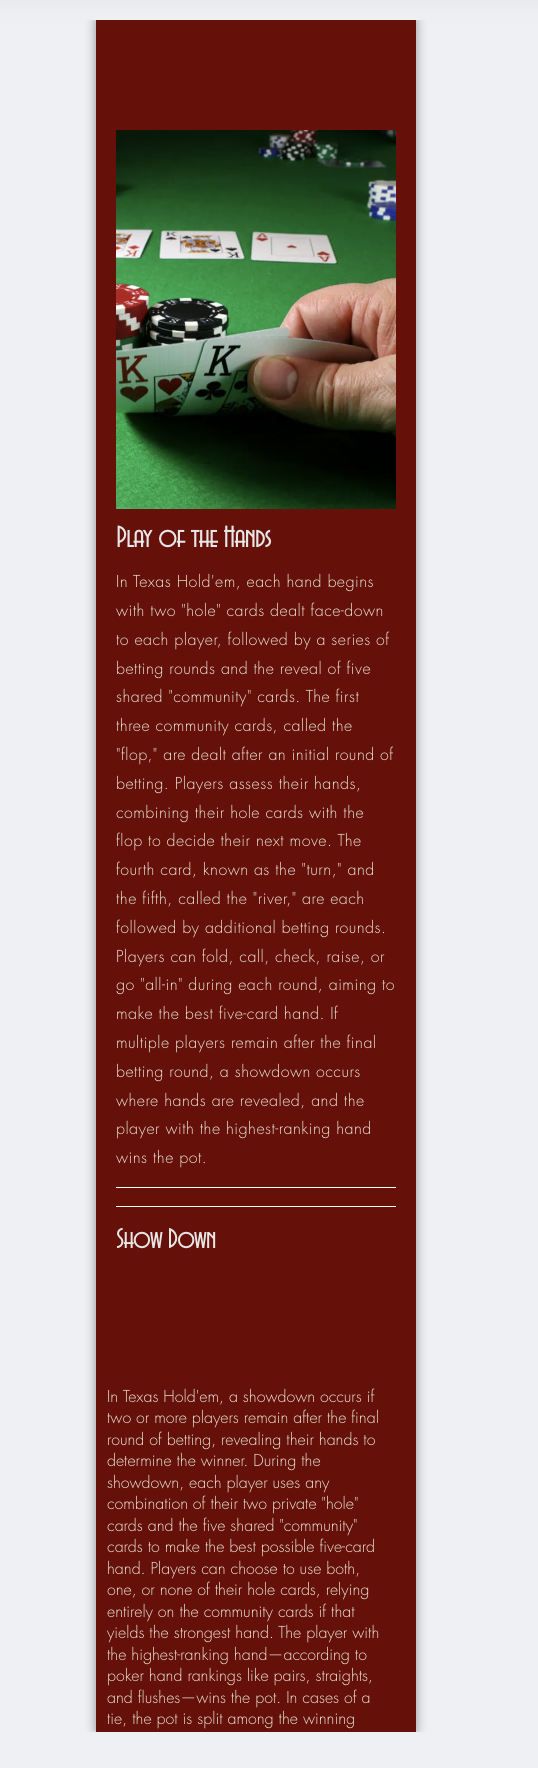 K
K
A
K
K
Play of the Hands
In Texas Hold'em, each hand begins
with two "hole" cards dealt face-down
to each player, followed by a series of
betting rounds and the reveal of five
shared "community" cards. The first
three community cards, called the
"flop," are dealt after an initial round of
betting. Players assess their hands,
combining their hole cards with the
flop to decide their next move. The
fourth card, known as the "turn," and
the fifth, called the "river," are each
followed by additional betting rounds.
Players can fold, call, check, raise, or
go "all-in" during each round, aiming to
make the best five-card hand. If
multiple players remain after the final
betting round, a showdown occurs
where hands are revealed, and the
player with the highest-ranking hand
wins the pot.
Show Down
In Texas Hold'em, a showdown occurs if
two or more players remain after the final
round of betting, revealing their hands to
determine the winner. During the
showdown, each player uses any
combination of their two private "hole"
cards and the five shared "community"
cards to make the best possible five-card
hand. Players can choose to use both,
one, or none of their hole cards, relying
entirely on the community cards if that
yields the strongest hand. The player with
the highest-ranking hand—according to
poker hand rankings like pairs, straights,
and flushes—wins the pot. In cases of a
tie, the pot is split among the winning